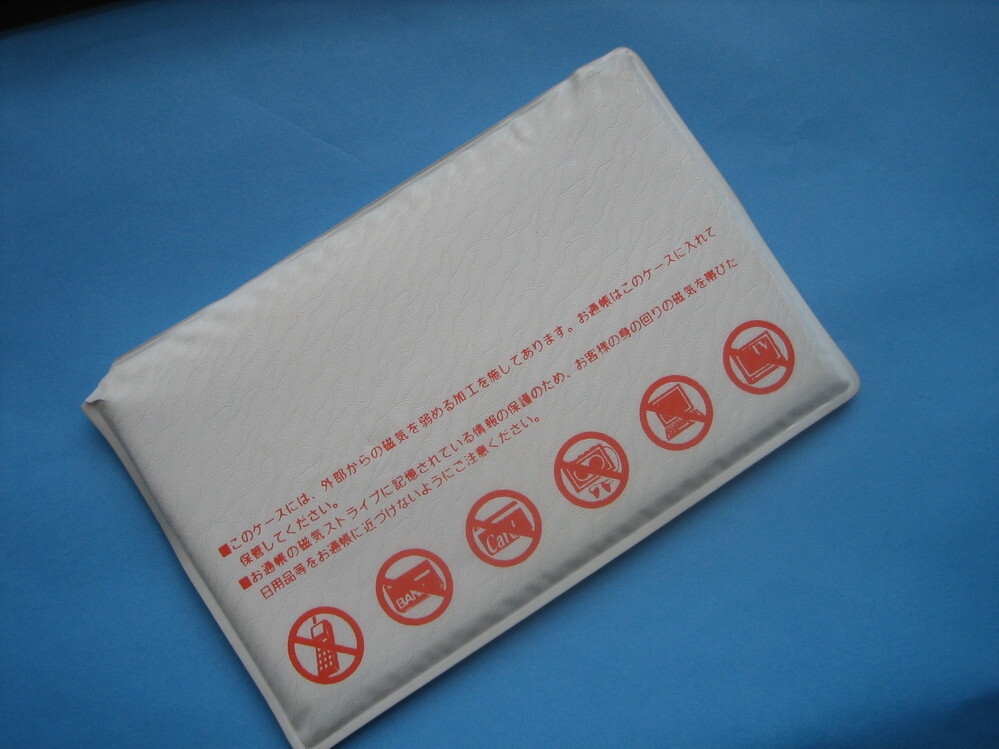 ■このケースには、外部からの磁気を弱める加工を施してあります。お通帳はこのケースに入れて
保管してください。
■お通帳の磁気ストライプに記憶されている情報の保護のため、お客様の身の回りの磁気を帯びた
日用品等をお通帳に近づけないようにご注意ください。
BANK
Card
TV